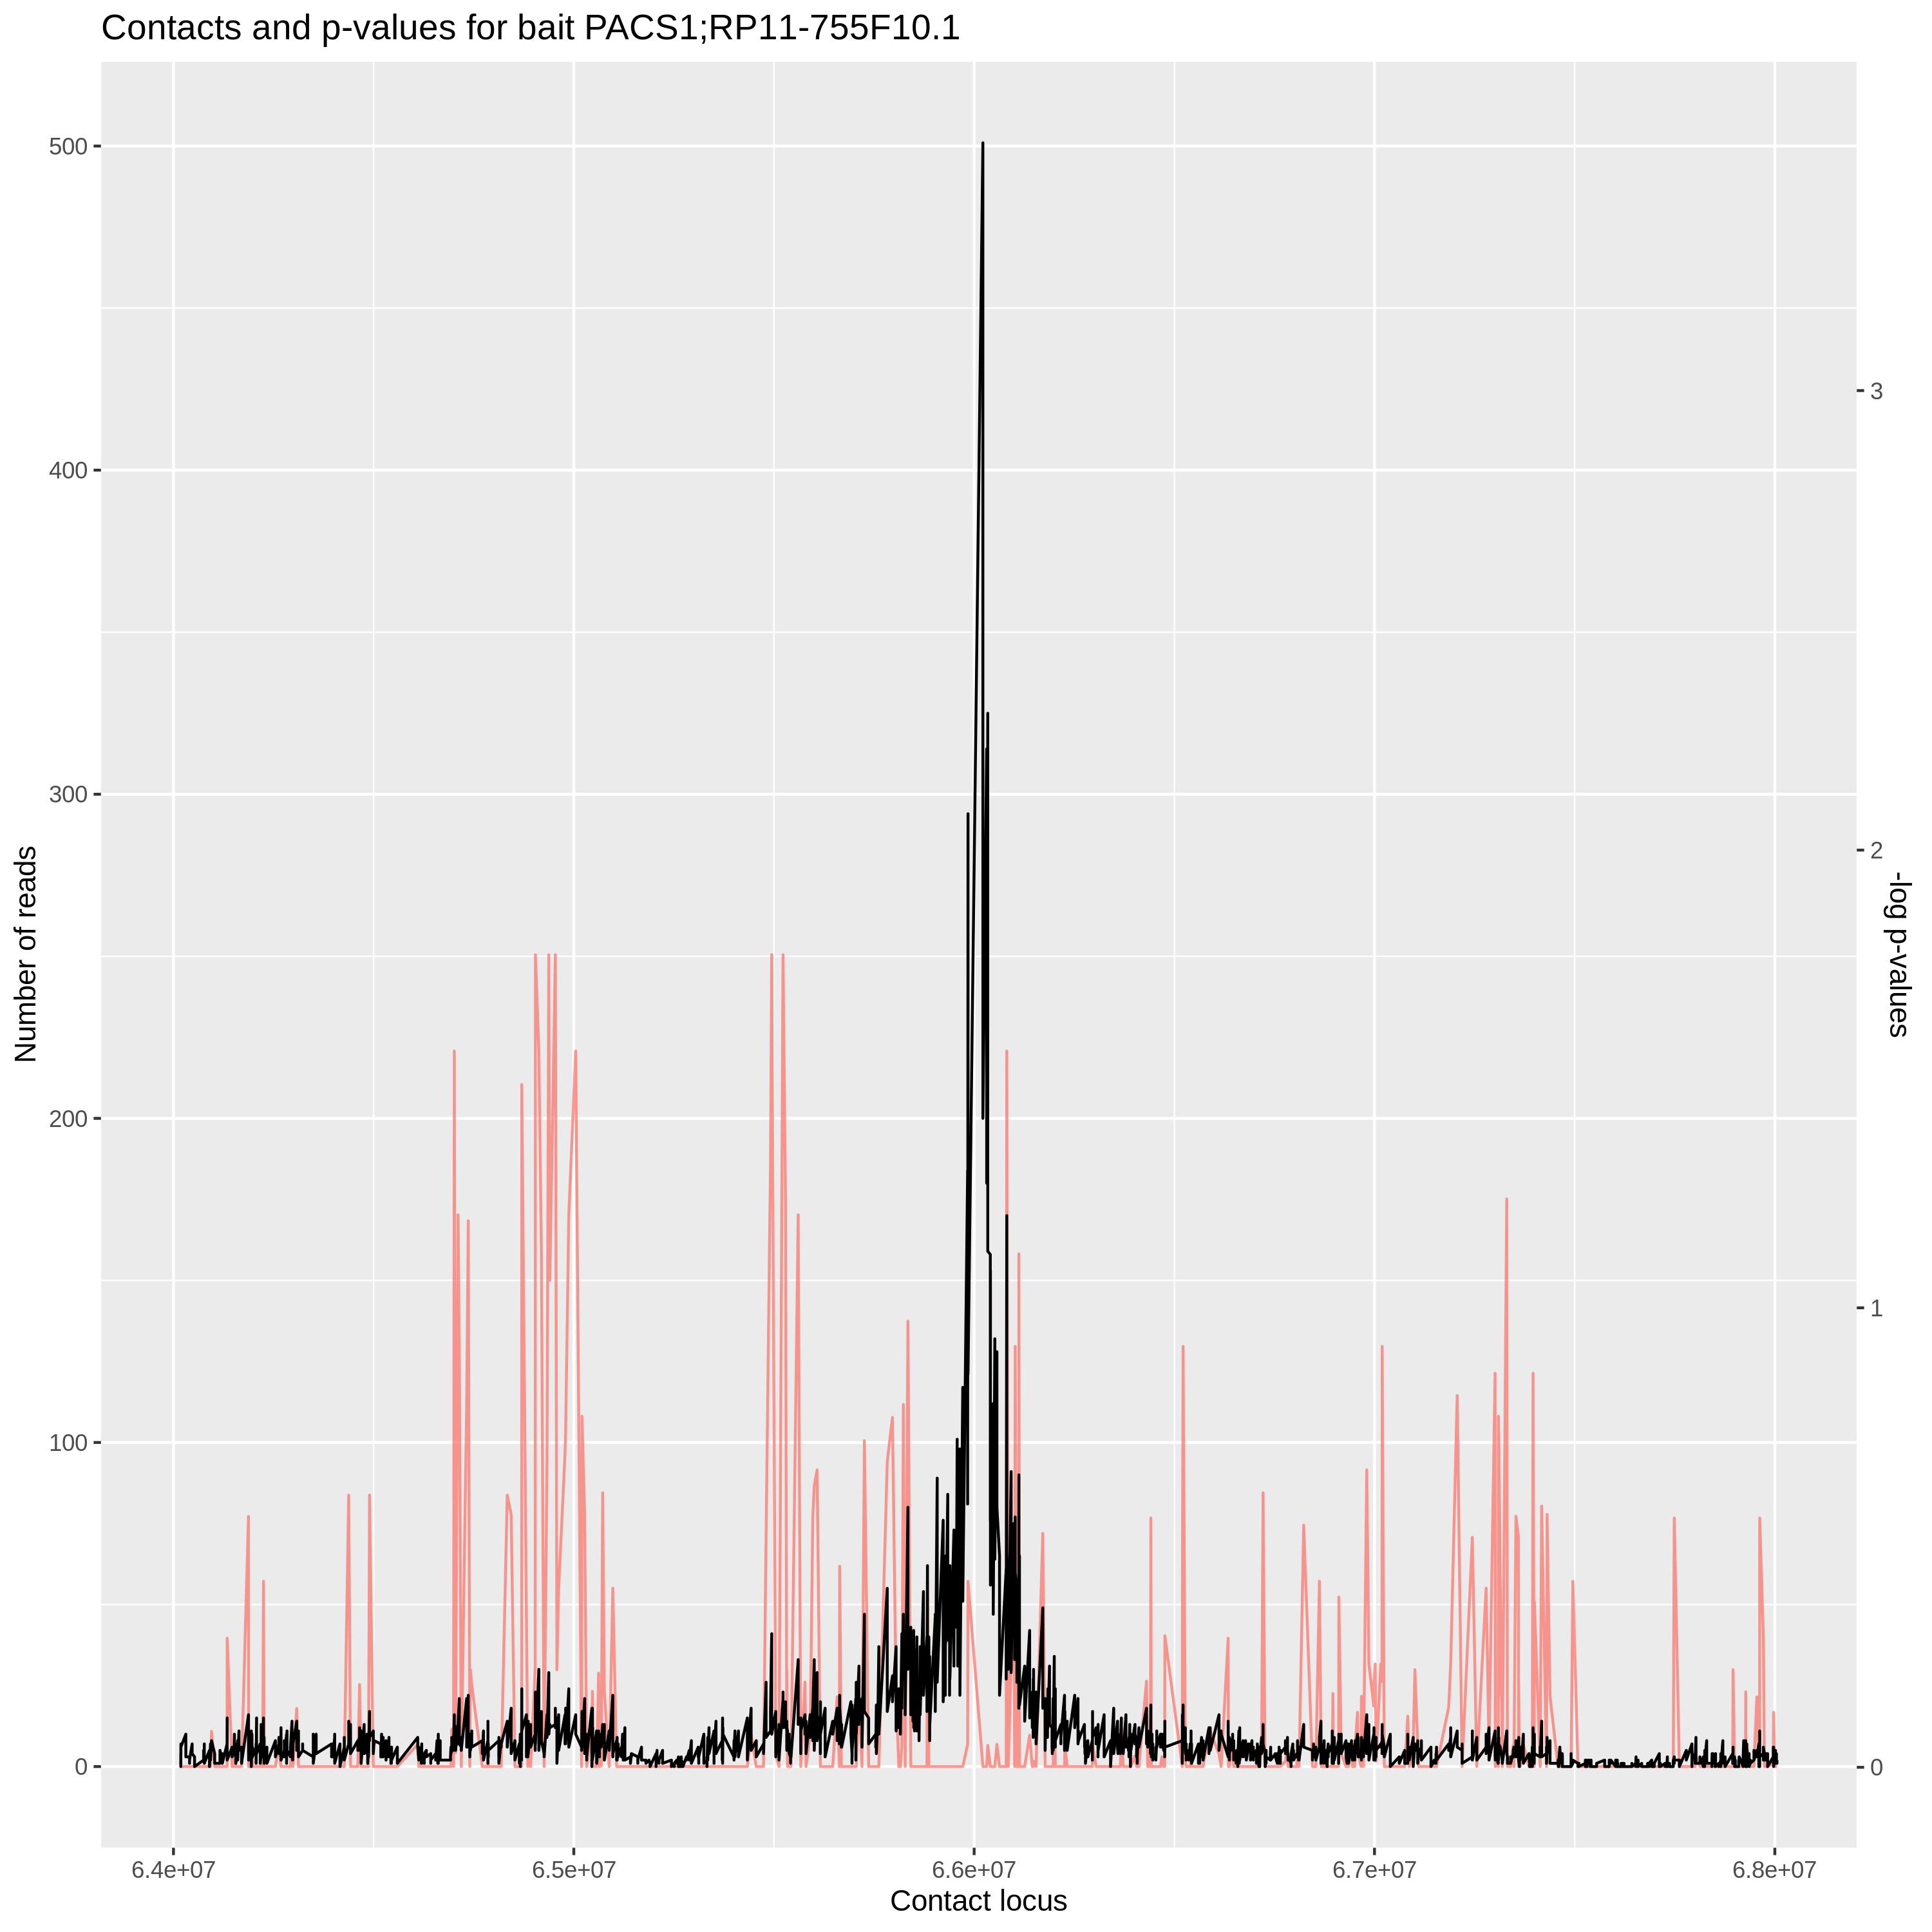 Contacts and p-values for bait PACS1;RP11-755F10.1
500
400
300
200
100
0
Number of reads
3
2
1
0
-log p-values
6.4e+07
6.5e+07
6.6e+07
6.7e+07
6.8e+07
Contact locus